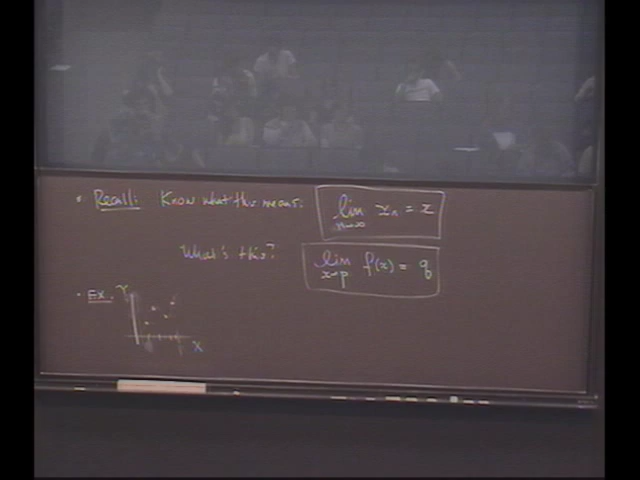 • Recall: Know what this means: lim n→∞ xₙ = x
What's this? lim x→p f(x) = q
• Ex. Y
X